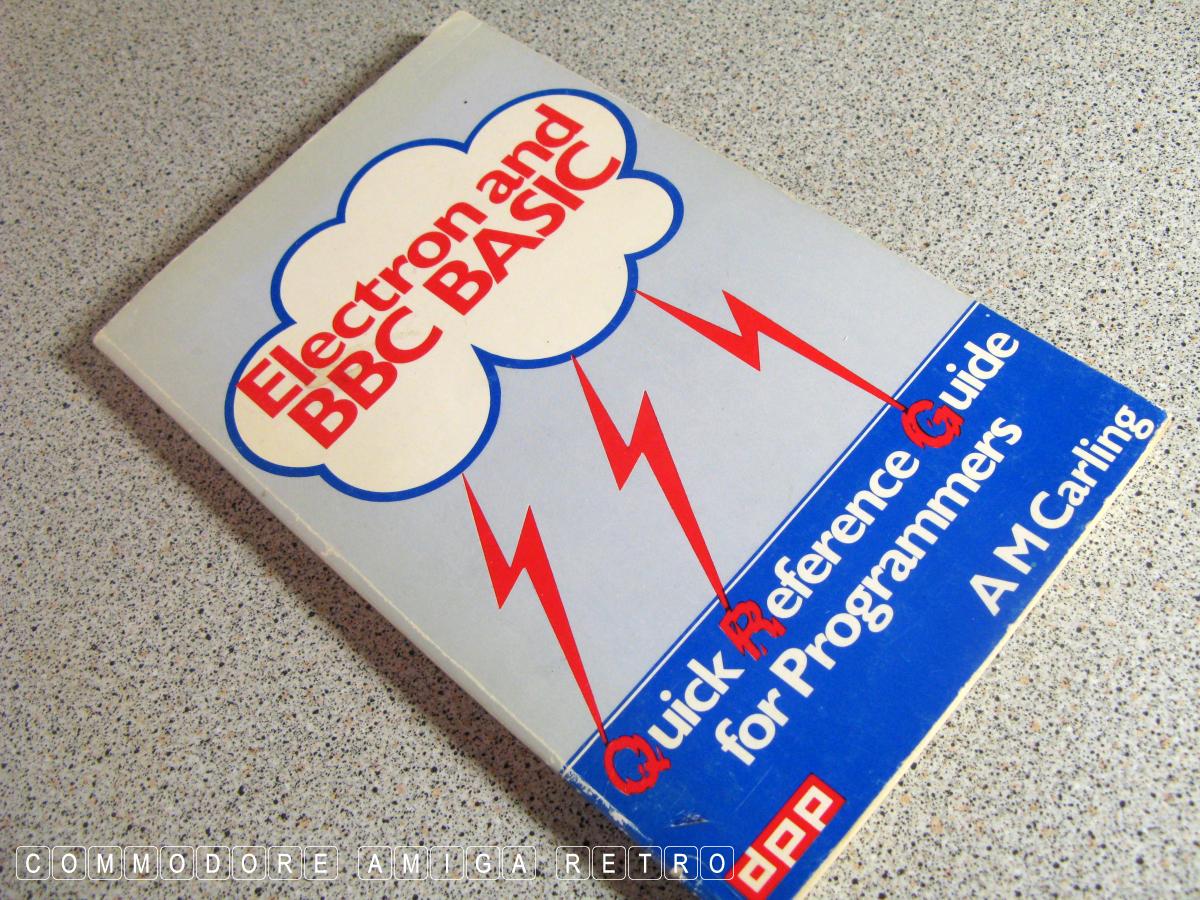 Electron and
BBC BASIC
Quick Reference Guide
for Programmers
A M Carling
dpp
COMMODORE AMIGA RETRO